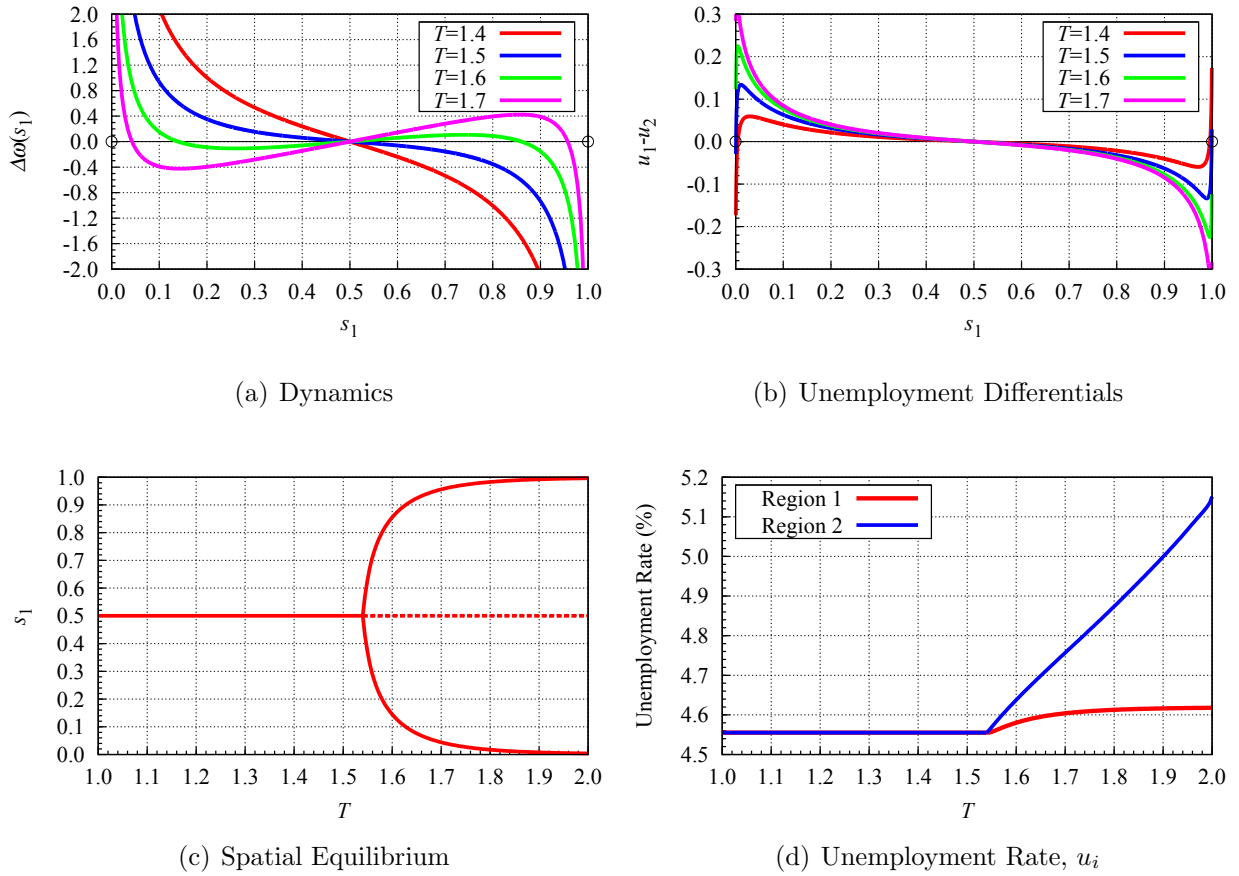 2.0
1.6
1.2
0.8
0.4
0.0
-0.4
-0.8
-1.2
-1.6
-2.0
Δω(s1)
T=1.4
T=1.5
T=1.6
T=1.7
0.0 0.1 0.2 0.3 0.4 0.5 0.6 0.7 0.8 0.9 1.0
s1
(a) Dynamics
0.3
0.2
0.1
0.0
-0.1
-0.2
-0.3
u1-u2
T=1.4
T=1.5
T=1.6
T=1.7
0.0 0.1 0.2 0.3 0.4 0.5 0.6 0.7 0.8 0.9 1.0
s1
(b) Unemployment Differentials
1.0
0.9
0.8
0.7
0.6
0.5
0.4
0.3
0.2
0.1
0.0
s1
1.0 1.1 1.2 1.3 1.4 1.5 1.6 1.7 1.8 1.9 2.0
T
(c) Spatial Equilibrium
5.2
5.1
5.0
4.9
4.8
4.7
4.6
4.5
Unemployment Rate (%)
Region 1
Region 2
1.0 1.1 1.2 1.3 1.4 1.5 1.6 1.7 1.8 1.9 2.0
T
(d) Unemployment Rate, ui